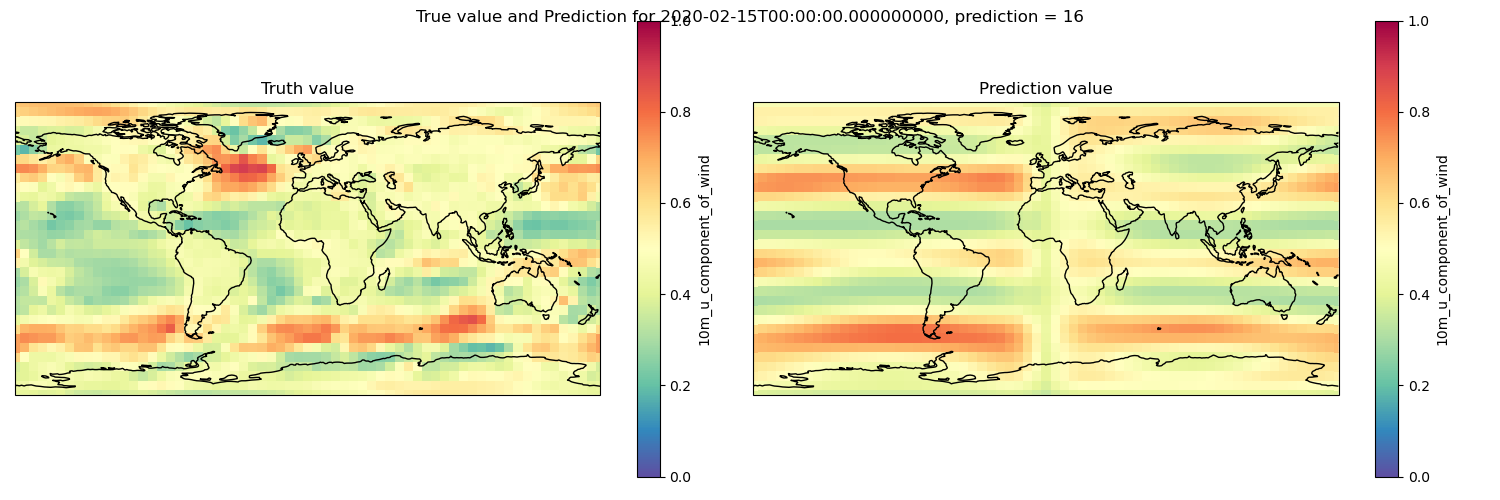 True value and Prediction for 2020-02-15T00:00:00.000000000, prediction = 16
Truth value
1.0
0.8
0.6
0.4
0.2
0.0
10m_u_component_of_wind
Prediction value
1.0
0.8
0.6
0.4
0.2
0.0
10m_u_component_of_wind